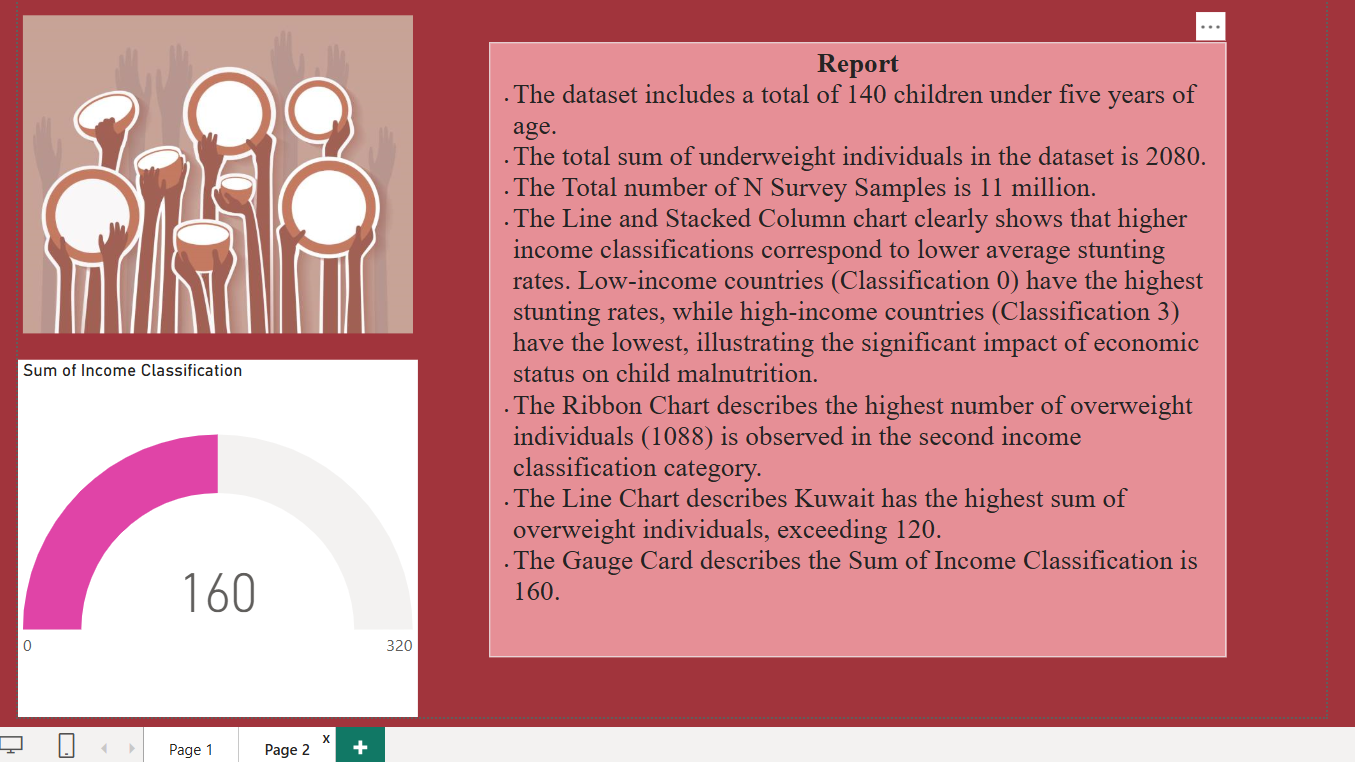 ...
Report
. The dataset includes a total of 140 children under five years of
age.
. The total sum of underweight individuals in the dataset is 2080.
. The Total number of N Survey Samples is 11 million.
. The Line and Stacked Column chart clearly shows that higher
income classifications correspond to lower average stunting
rates. Low-income countries (Classification 0) have the highest
stunting rates, while high-income countries (Classification 3)
have the lowest, illustrating the significant impact of economic
status on child malnutrition.
. The Ribbon Chart describes the highest number of overweight
individuals (1088) is observed in the second income
classification category.
. The Line Chart describes Kuwait has the highest sum of
overweight individuals, exceeding 120.
. The Gauge Card describes the Sum of Income Classification is
160.
Sum of Income Classification
160
0 320
Page 1 Page 2 x +